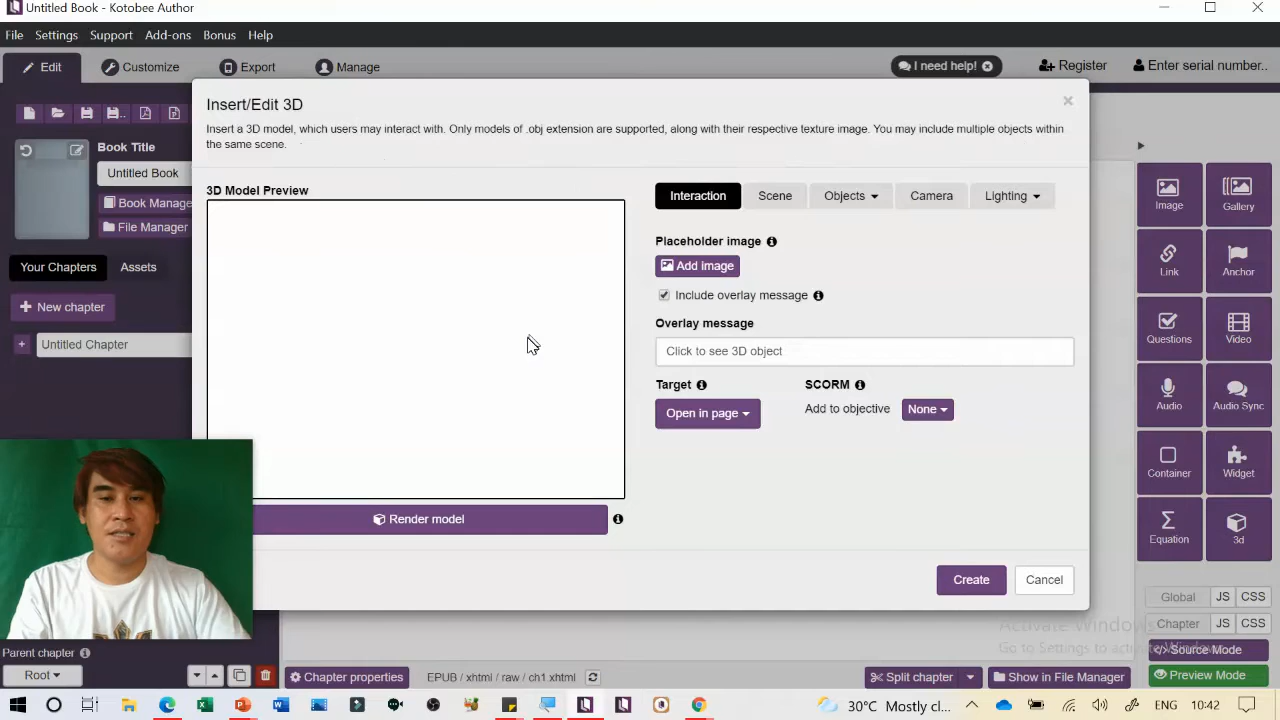 Untitled Book - Kotobee Author
File Settings Support Add-ons Bonus Help
Edit Customize Export Manage I need help! Register Enter serial number..
Insert/Edit 3D
Insert a 3D model, which users may interact with. Only models of .obj extension are supported, along with their respective texture image. You may include multiple objects within
the same scene.
Book Title
Untitled Book
Book Manage
File Manager
Your Chapters Assets
New chapter
Untitled Chapter
3D Model Preview
Render model
Interaction Scene Objects Camera Lighting
Placeholder image
Add image
Include overlay message
Overlay message
Click to see 3D object
Target SCORM
Open in page Add to objective None
Create Cancel
Image Gallery
Link Anchor
Questions Video
Audio Audio Sync
Container Widget
Equation 3d
Global JS CSS
Chapter JS CSS
Activate Windows
Go to Settings to activate Windows.
Source Mode
Parent chapter
Root Chapter properties EPUB / xhtml / raw / ch1.xhtml Split chapter Show in File Manager Preview Mode
30°C Mostly cl... ENG 10:42